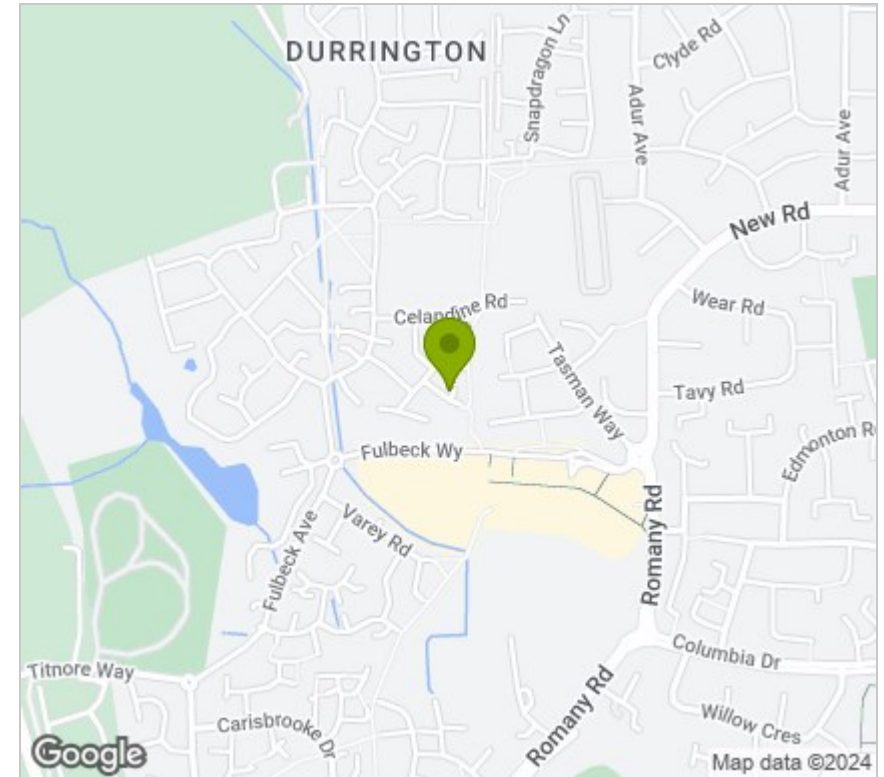 DURRINGTON
Snapdragon Ln
Clyde Rd
Adur Ave
Adur Ave
New Rd
Celandine Rd
Wear Rd
Tasman Way
Tavy Rd
Edmonton R
Fulbeck Wy
Varey Rd
Fulbeck Ave
Romany Rd
Titnore Way
Columbia Dr
Carisbrooke Dr
Romany Rd
Willow Cres
Google
Map data ©2024